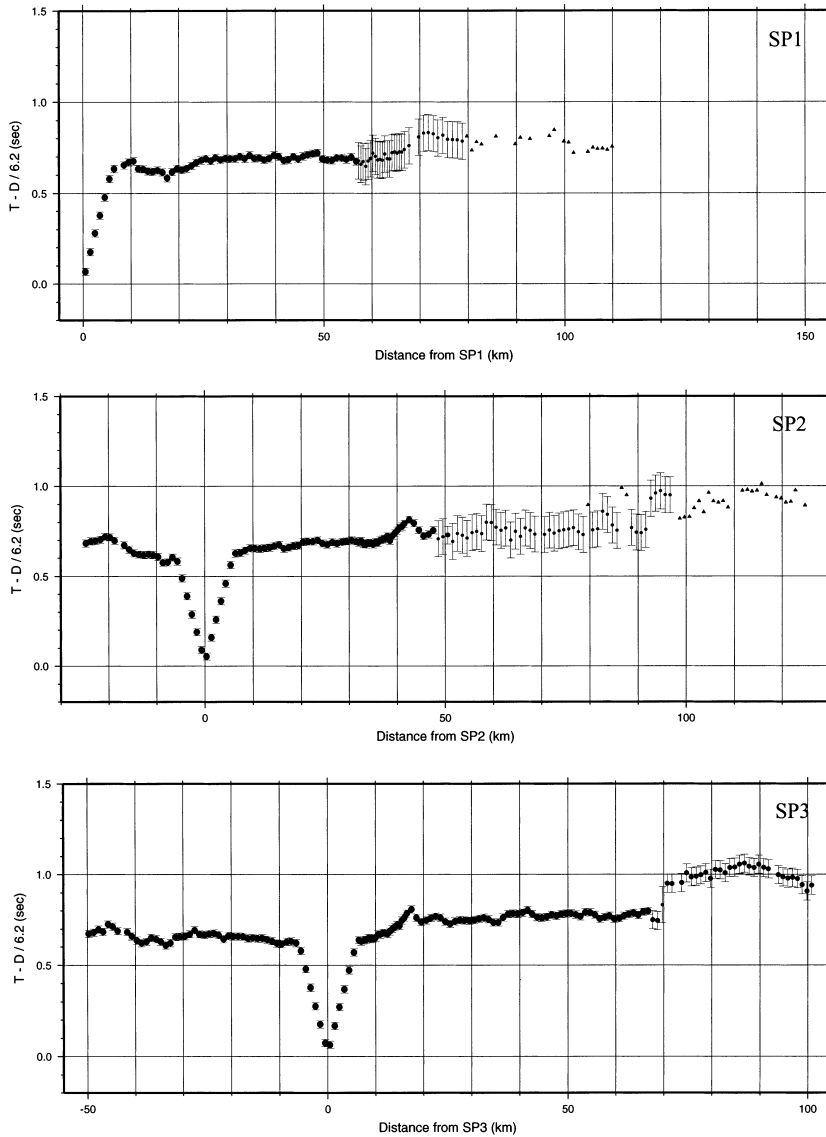 1.5
SP1
1.0
T - D / 6.2 (sec)
0.5
0.0
0 50 100 150
Distance from SP1 (km)
1.5
SP2
1.0
T - D / 6.2 (sec)
0.5
0.0
0 50 100
Distance from SP2 (km)
1.5
SP3
1.0
T - D / 6.2 (sec)
0.5
0.0
-50 0 50 100
Distance from SP3 (km)